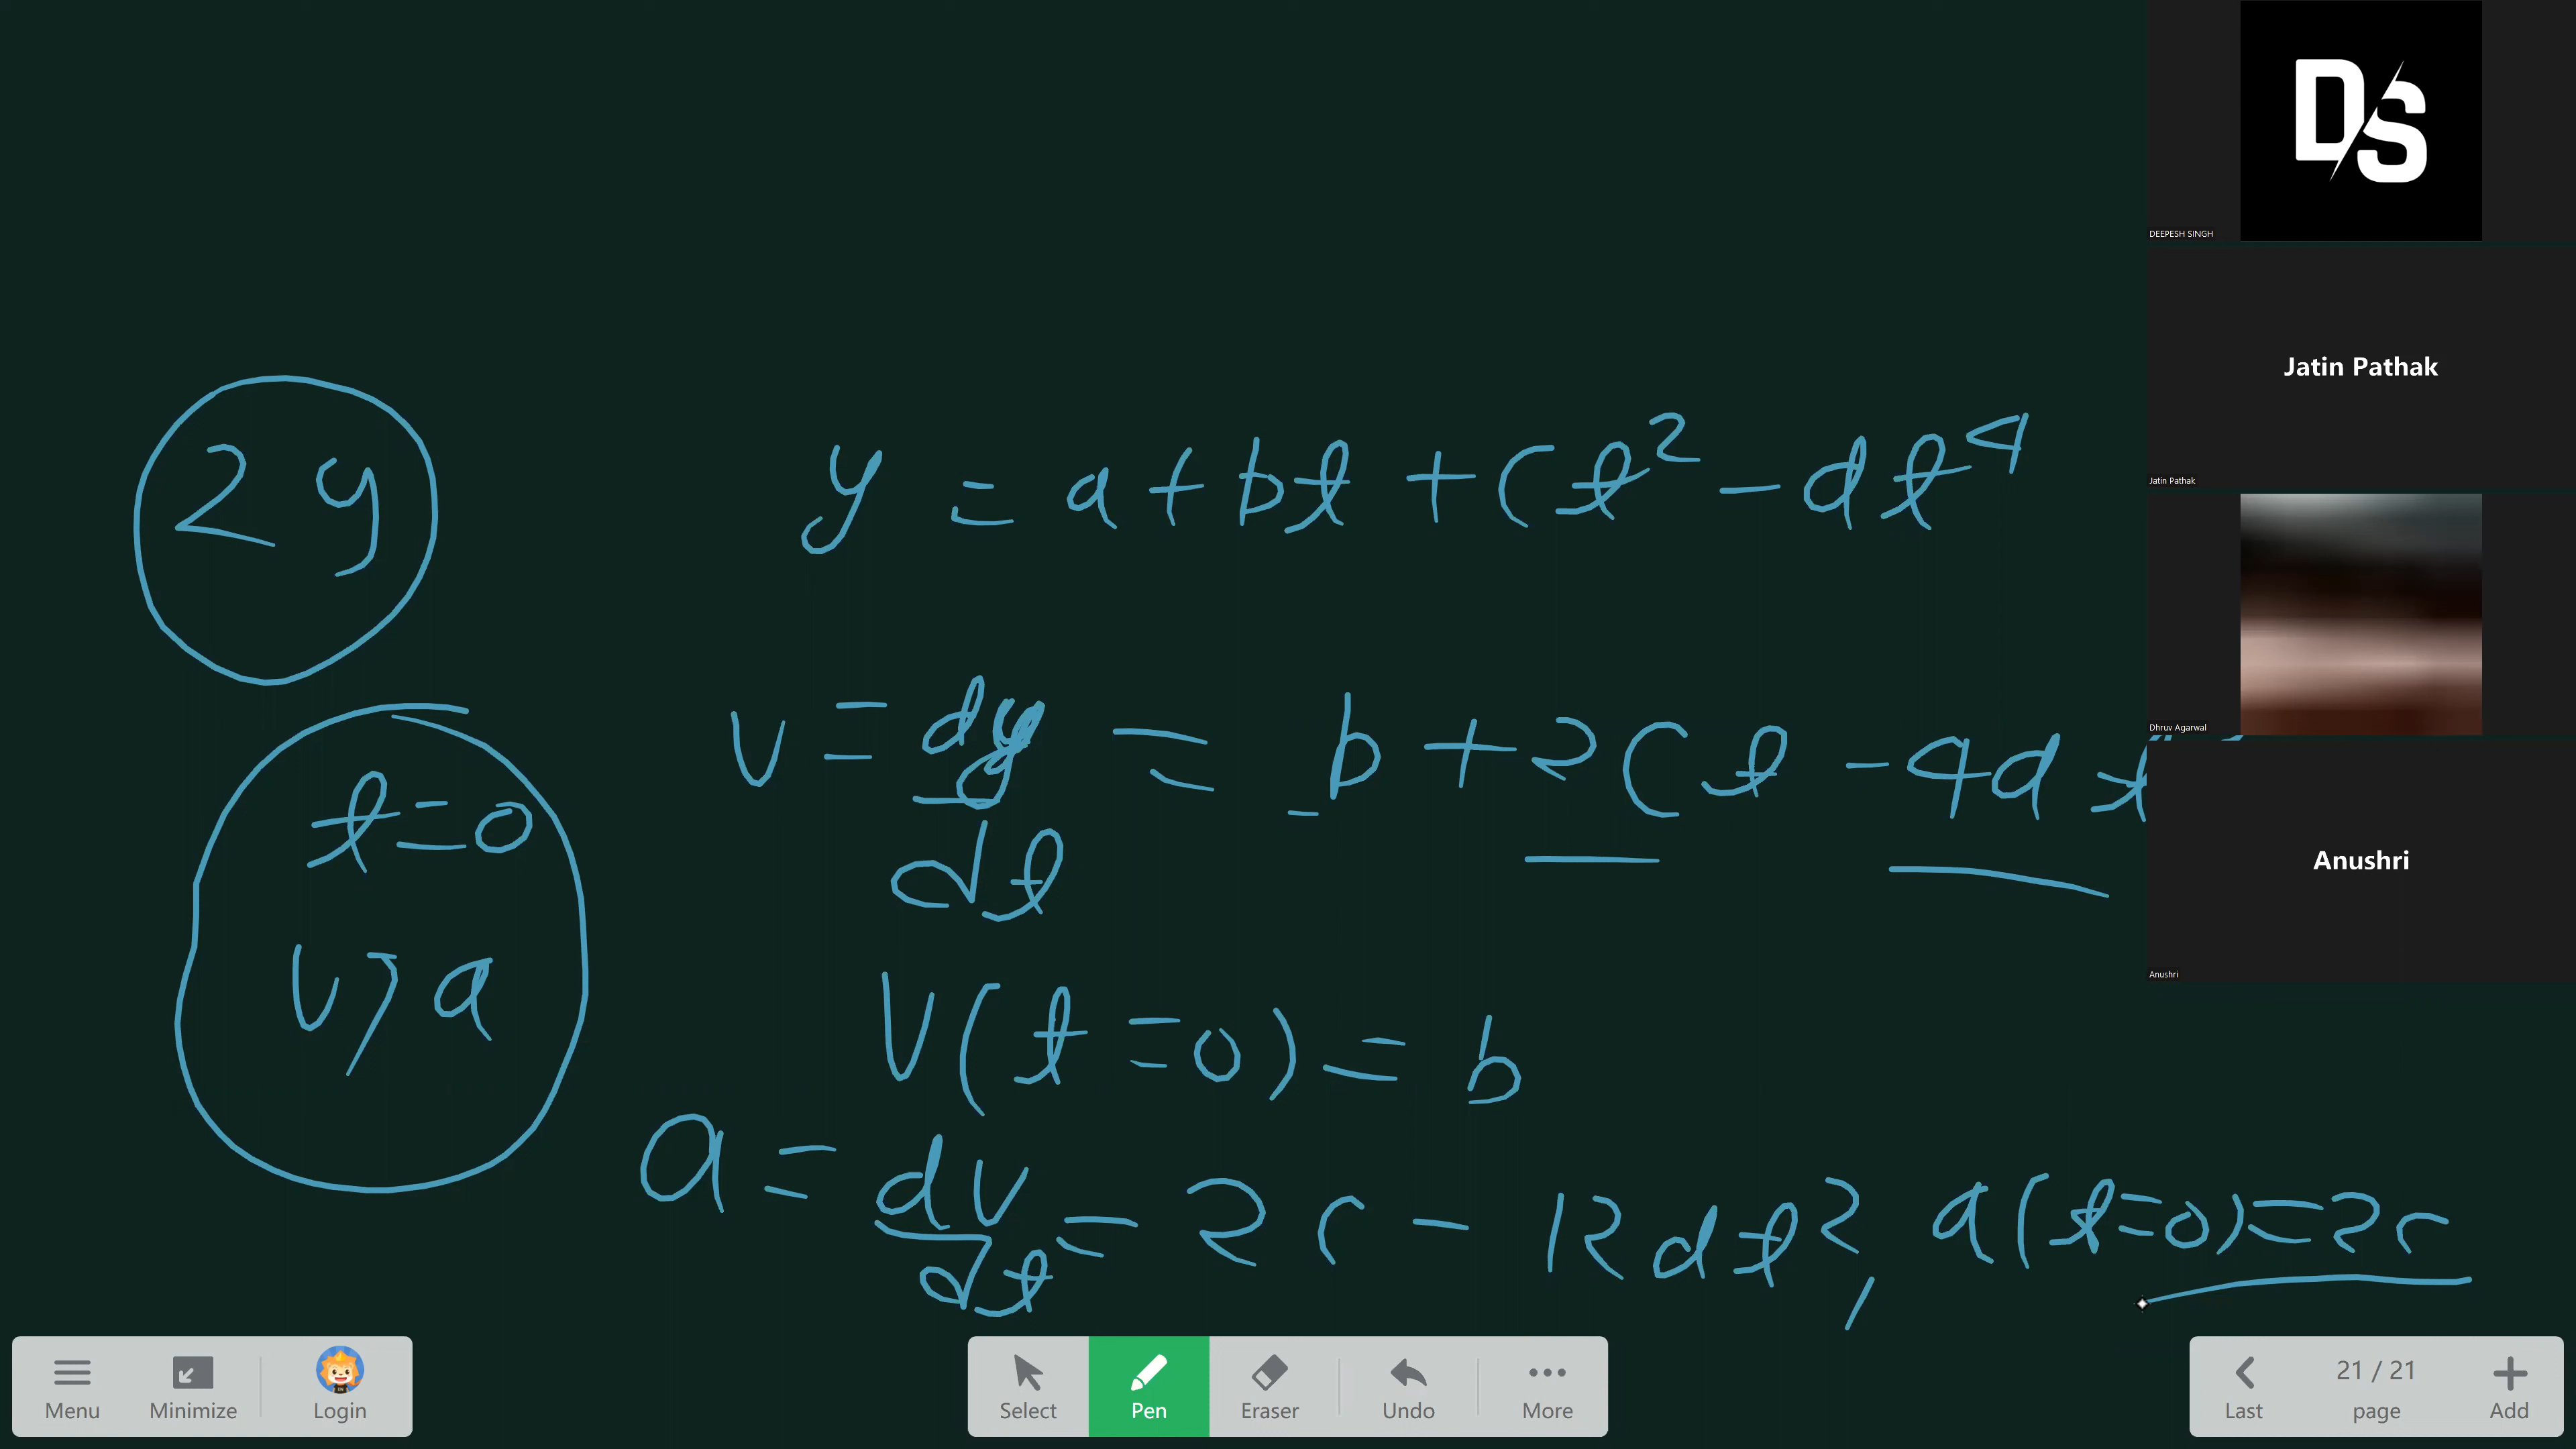 DS
DEEPESH SINGH
Jatin Pathak
Jatin Pathak
Dhruv Agarwal
Anushri
Anushri
y = a + bt + ct² - dt⁴
v = dy/dt = b + 2ct - 4dt
v(t=0) = b
a = dv/dt = 2c - 12dt², a(t=0)=2c
t=0
v, a
Menu
Minimize
Login
Select
Pen
Eraser
Undo
More
Last
21 / 21
page
Add